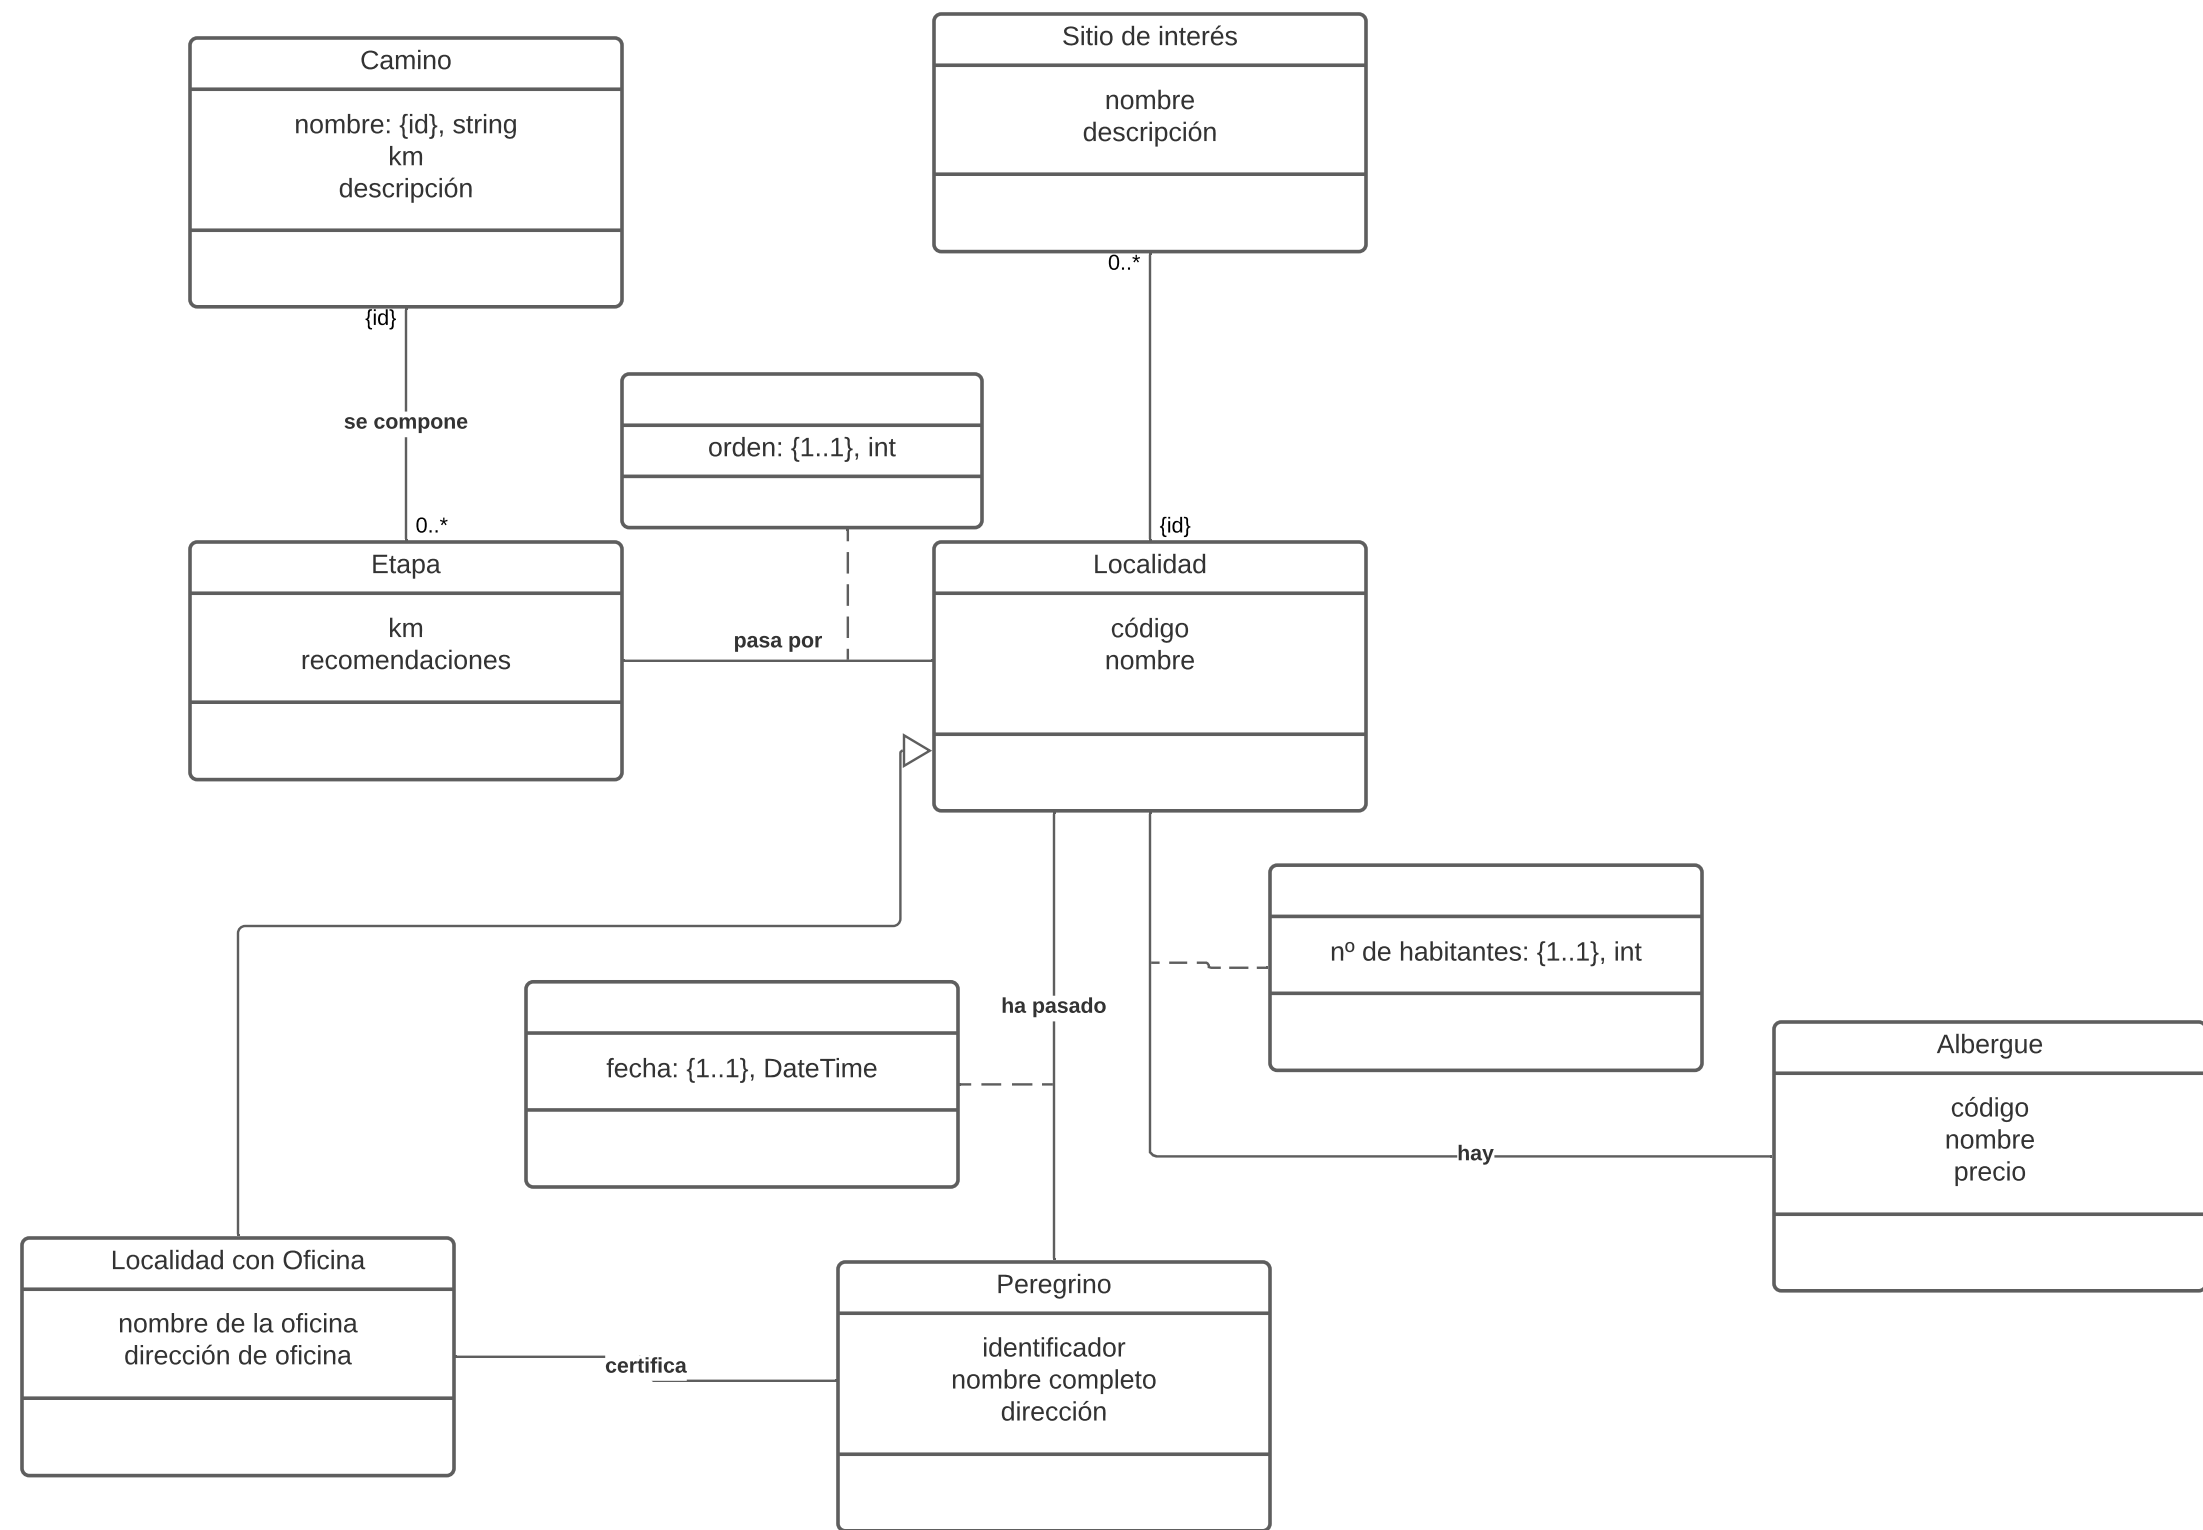 Camino
nombre: {id}, string
km
descripción
Sitio de interés
nombre
descripción
0..*
{id}
se compone
0..*
orden: {1..1}, int
{id}
Etapa
km
recomendaciones
pasa por
Localidad
código
nombre
nº de habitantes: {1..1}, int
ha pasado
fecha: {1..1}, DateTime
hay
Albergue
código
nombre
precio
Localidad con Oficina
nombre de la oficina
dirección de oficina
certifica
Peregrino
identificador
nombre completo
dirección